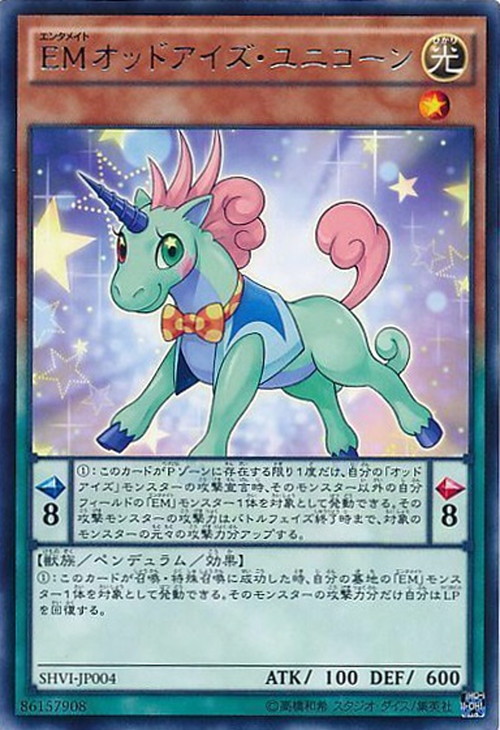 エンタメイト
EMオッドアイズ・ユニコーン
ひかり
光
①:このカードがPゾーンに存在する限り1度だけ、自分の「オッド
アイズ」モンスターの攻撃宣言時、そのモンスター以外の自分
フィールドの「EM」モンスター1体を対象として発動できる。その
攻撃モンスターの攻撃力はバトルフェイズ終了時まで、対象の
モンスターの元々の攻撃力分アップする。
8
8
【獣族/ペンデュラム/効果】
①:このカードが召喚・特殊召喚に成功した時、自分の墓地の「EM」モンス
ター1体を対象として発動できる。そのモンスターの攻撃力分だけ自分はLP
を回復する。
SHVI-JP004
ATK/ 100 DEF/ 600
86157908
©高橋和希 スタジオ・ダイス/集英社